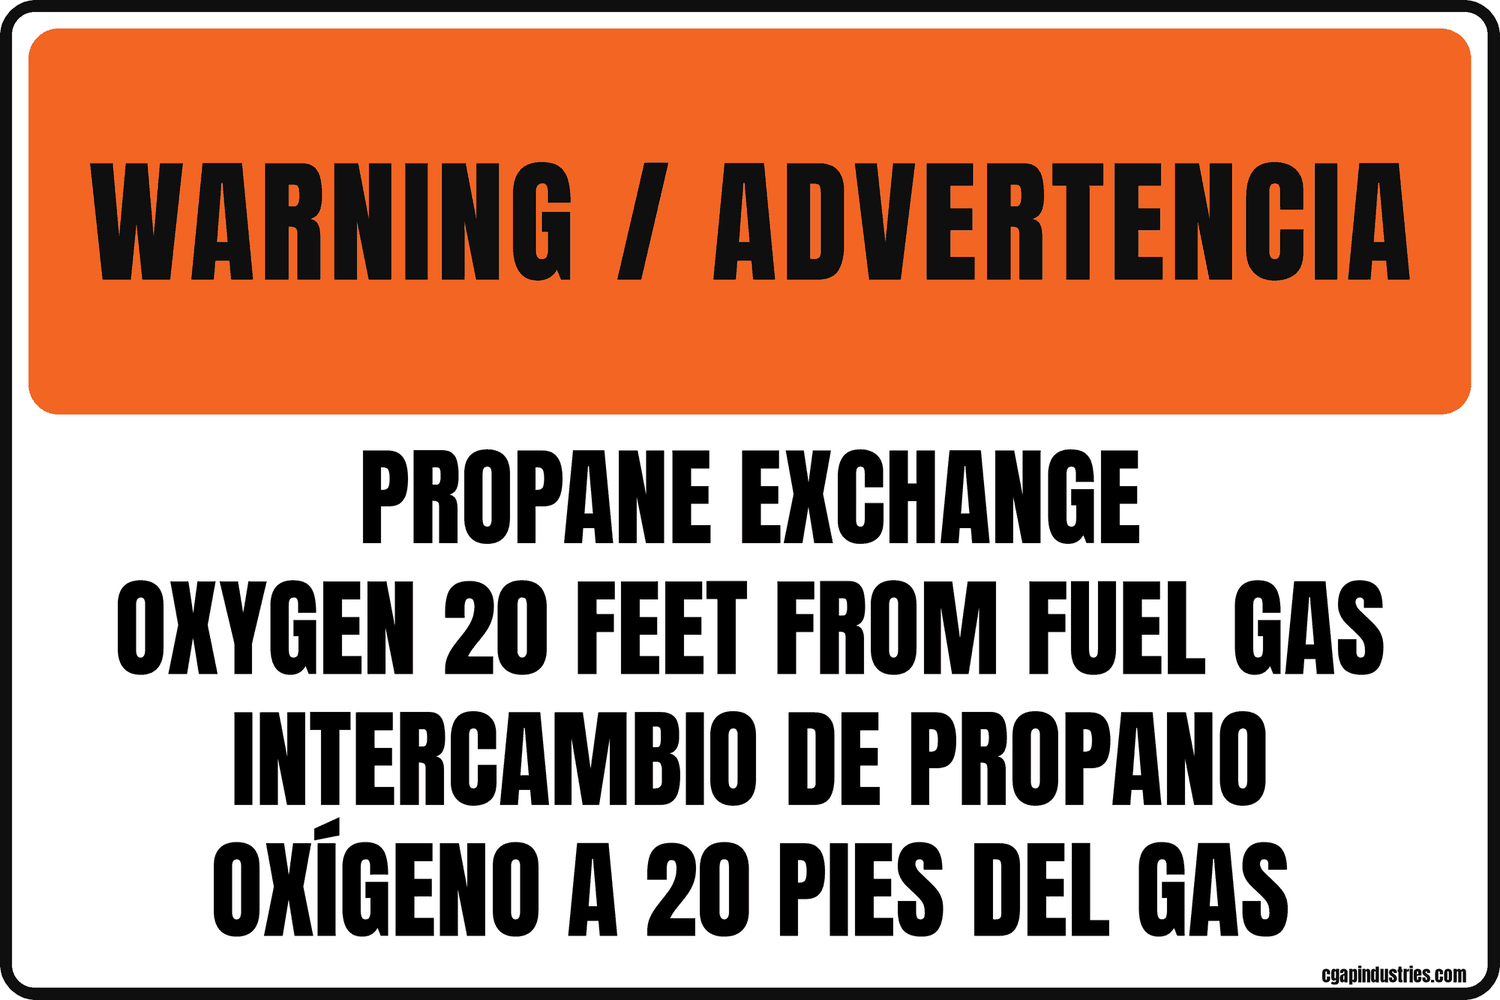 WARNING / ADVERTENCIA
PROPANE EXCHANGE
OXYGEN 20 FEET FROM FUEL GAS
INTERCAMBIO DE PROPANO
OXÍGENO A 20 PIES DEL GAS
cgapindustries.com